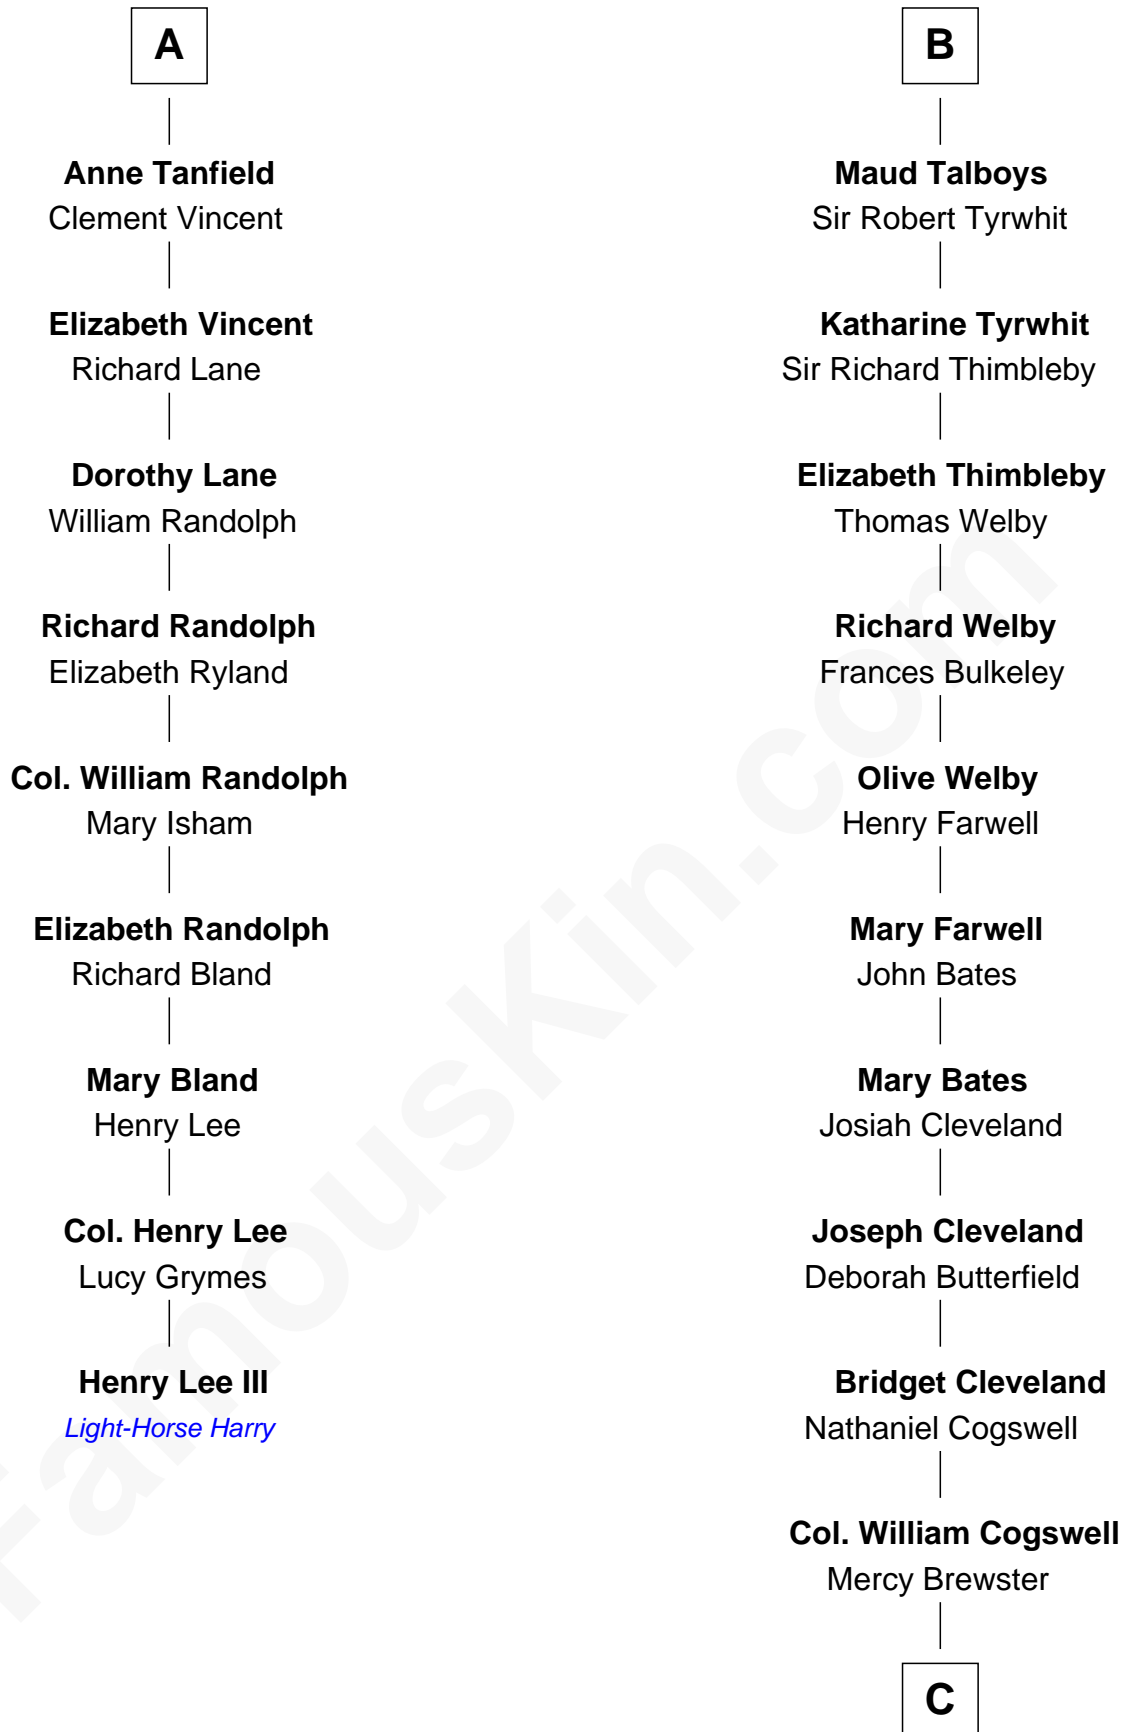 A
Anne Tanfield
Clement Vincent
Elizabeth Vincent
Richard Lane
Dorothy Lane
William Randolph
Richard Randolph
Elizabeth Ryland
Col. William Randolph
Mary Isham
Elizabeth Randolph
Richard Bland
Mary Bland
Henry Lee
Col. Henry Lee
Lucy Grymes
Henry Lee III
Light-Horse Harry
B
Maud Talboys
Sir Robert Tyrwhit
Katharine Tyrwhit
Sir Richard Thimbleby
Elizabeth Thimbleby
Thomas Welby
Richard Welby
Frances Bulkeley
Olive Welby
Henry Farwell
Mary Farwell
John Bates
Mary Bates
Josiah Cleveland
Joseph Cleveland
Deborah Butterfield
Bridget Cleveland
Nathaniel Cogswell
Col. William Cogswell
Mercy Brewster
C
FamousKin.com